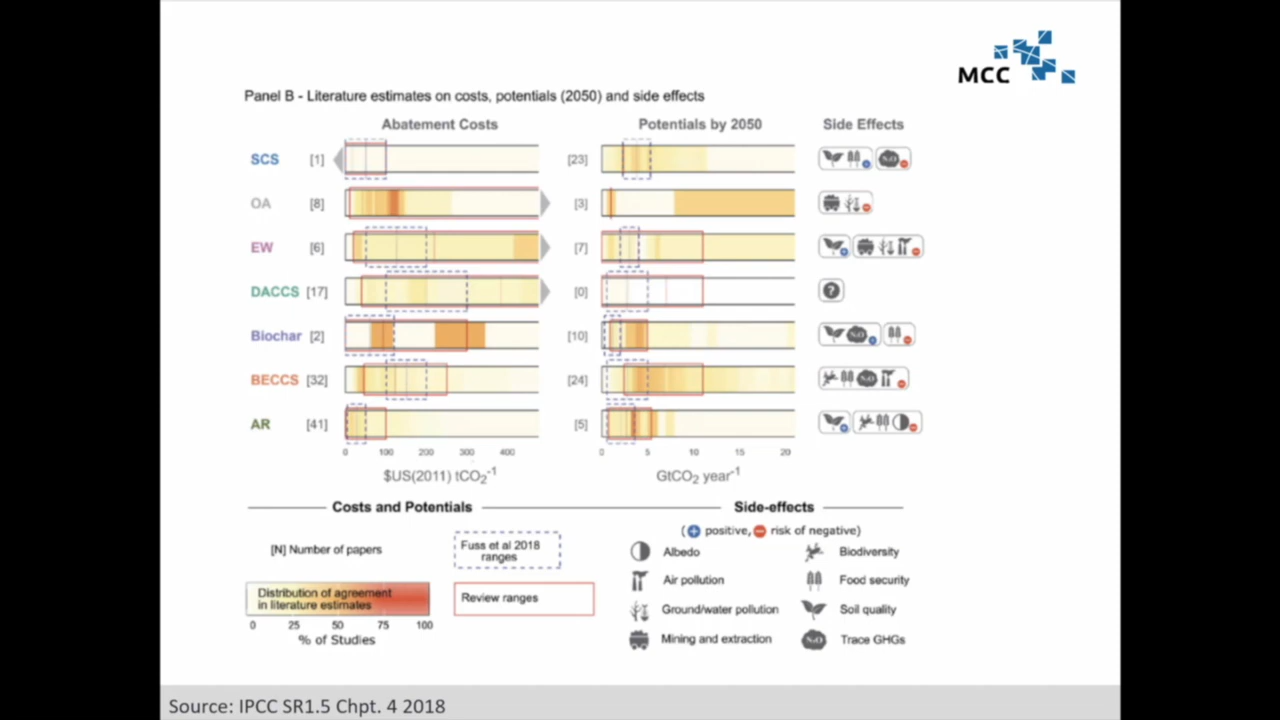 MCC
Panel B - Literature estimates on costs, potentials (2050) and side effects
Abatement Costs Potentials by 2050 Side Effects
SCS [1] [23] N₂O
OA [8] [3]
EW [6] [7]
DACCS [17] [0] ?
Biochar [2] [10] N₂O
BECCS [32] [24] N₂O
AR [41] [5]
0 100 200 300 400 0 5 10 15 20
$US(2011) tCO₂⁻¹ GtCO₂ year⁻¹
Costs and Potentials Side-effects
(+ positive, − risk of negative)
[N] Number of papers Fuss et al 2018 Albedo Biodiversity
ranges
Air pollution Food security
Distribution of agreement Review ranges
in literature estimates Ground/water pollution Soil quality
0 25 50 75 100
% of Studies Mining and extraction N₂O Trace GHGs
Source: IPCC SR1.5 Chpt. 4 2018